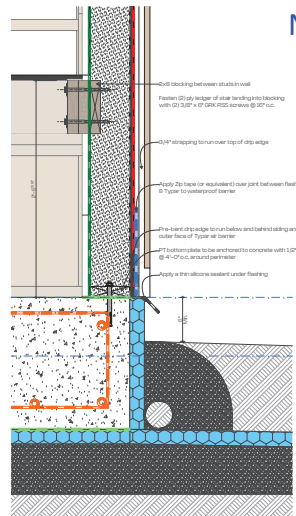 N
2x8 blocking between studs in wall
Fasten (2) ply ledger of stair landing into blocking
with (2) 3/8" x 6" GRK RSS screws @ 16" o.c.
3/4" strapping to run over top of drip edge
Apply Zip tape (or equivalent) over joint between flash
& Typar to waterproof barrier
Pre-bent drip edge to run below and behind siding an
outer face of Typar air barrier
PT bottom plate to be anchored to concrete with 1/2"
@ 4'-0" o.c. around perimeter
Apply a thin silicone sealant under flashing
6"
MIN.